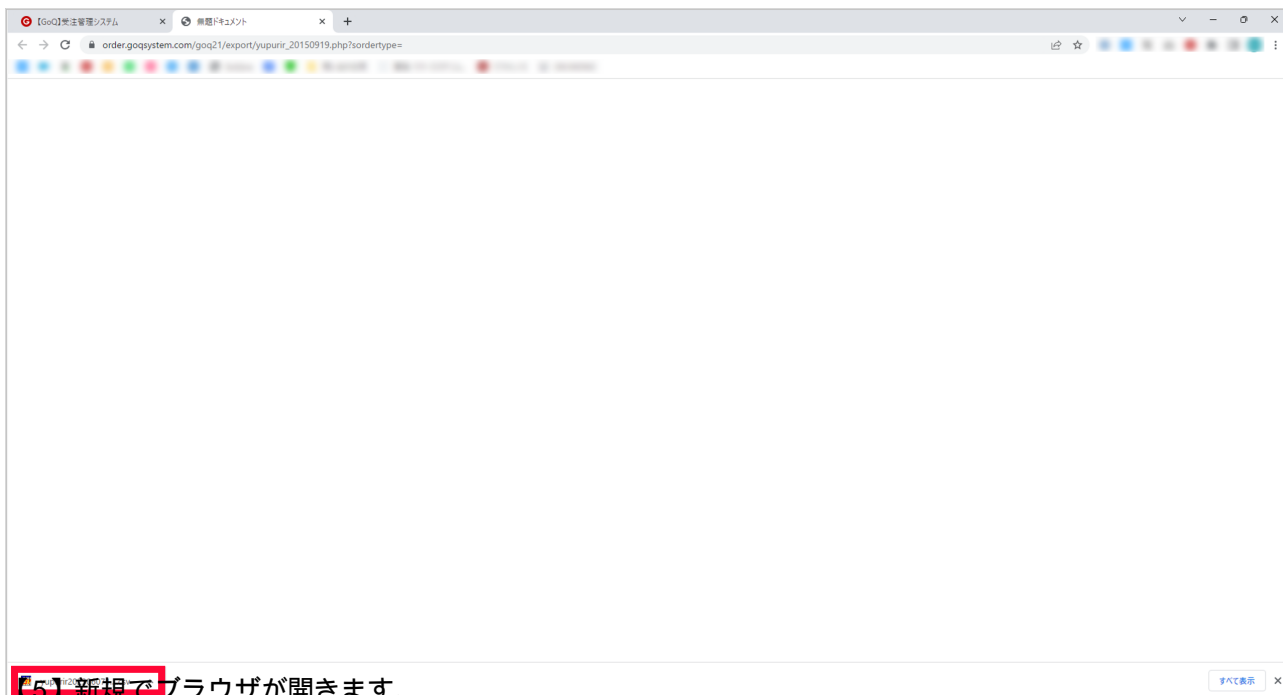 【GoQ】受注管理システム
無題ドキュメント
order.goqsystem.com/goq21/export/yupurir_20150919.php?sordertype=
【5】新規でブラウザが開きます
すべて表示